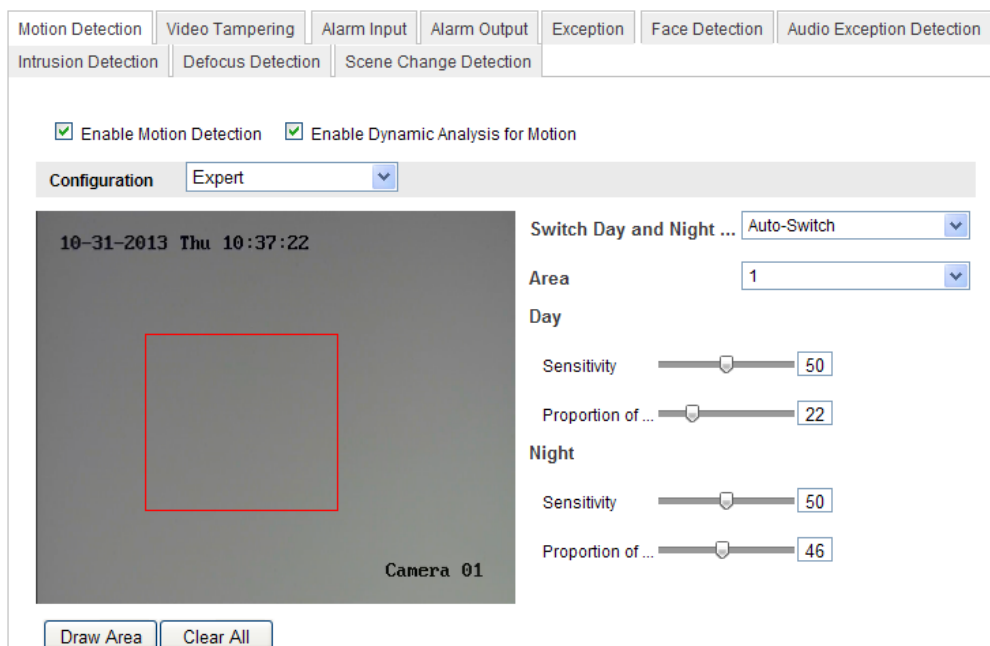 Motion Detection Video Tampering Alarm Input Alarm Output Exception Face Detection Audio Exception Detection
Intrusion Detection Defocus Detection Scene Change Detection
Enable Motion Detection Enable Dynamic Analysis for Motion
Configuration Expert
10-31-2013 Thu 10:37:22
Camera 01
Switch Day and Night ... Auto-Switch
Area 1
Day
Sensitivity 50
Proportion of ... 22
Night
Sensitivity 50
Proportion of ... 46
Draw Area Clear All